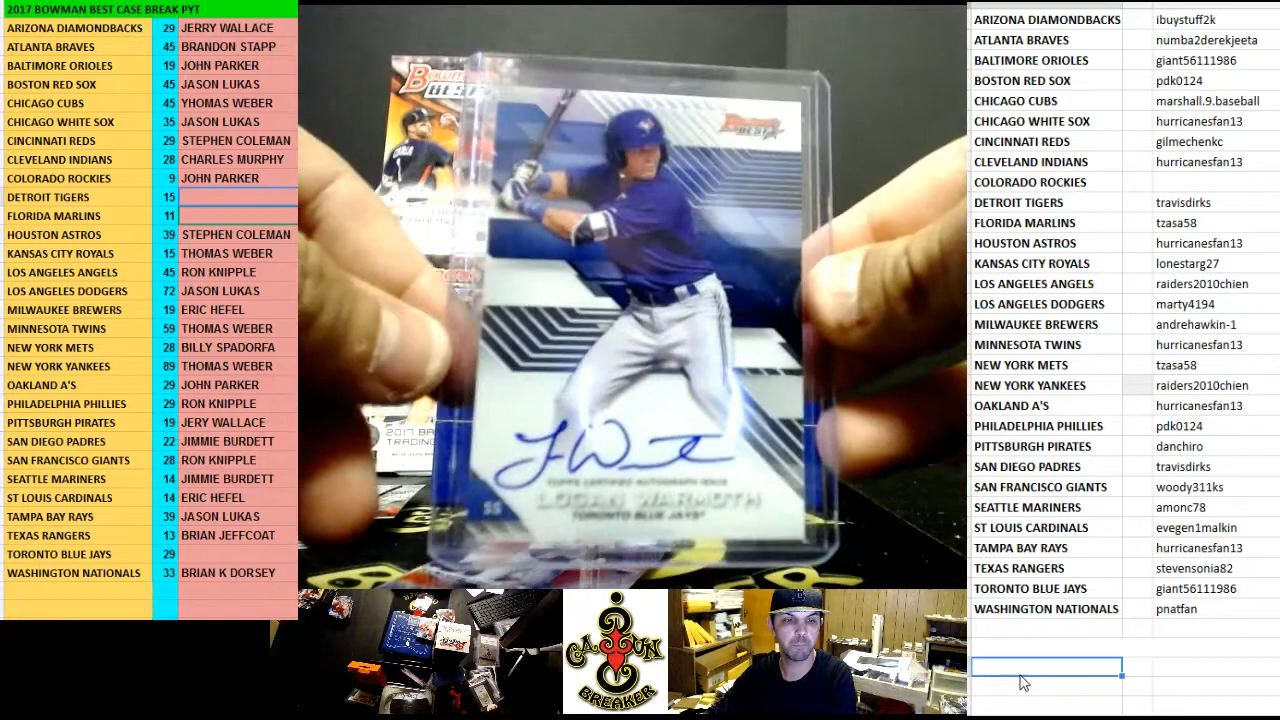 2017 BOWMAN BEST CASE BREAK PYT
ARIZONA DIAMONDBACKS 29 JERRY WALLACE
ATLANTA BRAVES 45 BRANDON STAPP
BALTIMORE ORIOLES 19 JOHN PARKER
BOSTON RED SOX 45 JASON LUKAS
CHICAGO CUBS 45 YHOMAS WEBER
CHICAGO WHITE SOX 35 JASON LUKAS
CINCINNATI REDS 29 STEPHEN COLEMAN
CLEVELAND INDIANS 28 CHARLES MURPHY
COLORADO ROCKIES 9 JOHN PARKER
DETROIT TIGERS 15
FLORIDA MARLINS 11
HOUSTON ASTROS 39 STEPHEN COLEMAN
KANSAS CITY ROYALS 15 THOMAS WEBER
LOS ANGELES ANGELS 45 RON KNIPPLE
LOS ANGELES DODGERS 72 JASON LUKAS
MILWAUKEE BREWERS 19 ERIC HEFEL
MINNESOTA TWINS 59 THOMAS WEBER
NEW YORK METS 28 BILLY SPADORFA
NEW YORK YANKEES 89 THOMAS WEBER
OAKLAND A'S 29 JOHN PARKER
PHILADELPHIA PHILLIES 29 RON KNIPPLE
PITTSBURGH PIRATES 19 JERY WALLACE
SAN DIEGO PADRES 22 JIMMIE BURDETT
SAN FRANCISCO GIANTS 28 RON KNIPPLE
SEATTLE MARINERS 14 JIMMIE BURDETT
ST LOUIS CARDINALS 14 ERIC HEFEL
TAMPA BAY RAYS 39 JASON LUKAS
TEXAS RANGERS 13 BRIAN JEFFCOAT
TORONTO BLUE JAYS 29
WASHINGTON NATIONALS 33 BRIAN K DORSEY
BEST
TOPPS CERTIFIED AUTOGRAPH ISSUE
LOGAN WARMOTH
SS TORONTO BLUE JAYS
2017
TRADING
CAJUN
BREAKER
ARIZONA DIAMONDBACKS ibuystuff2k
ATLANTA BRAVES numba2derekjeeta
BALTIMORE ORIOLES giant56111986
BOSTON RED SOX pdk0124
CHICAGO CUBS marshall.9.baseball
CHICAGO WHITE SOX hurricanesfan13
CINCINNATI REDS gilmechenkc
CLEVELAND INDIANS hurricanesfan13
COLORADO ROCKIES
DETROIT TIGERS travisdirks
FLORIDA MARLINS tzasa58
HOUSTON ASTROS hurricanesfan13
KANSAS CITY ROYALS lonestarg27
LOS ANGELES ANGELS raiders2010chien
LOS ANGELES DODGERS marty4194
MILWAUKEE BREWERS andrehawkin-1
MINNESOTA TWINS hurricanesfan13
NEW YORK METS tzasa58
NEW YORK YANKEES raiders2010chien
OAKLAND A'S hurricanesfan13
PHILADELPHIA PHILLIES pdk0124
PITTSBURGH PIRATES danchiro
SAN DIEGO PADRES travisdirks
SAN FRANCISCO GIANTS woody311ks
SEATTLE MARINERS amonc78
ST LOUIS CARDINALS evegen1malkin
TAMPA BAY RAYS hurricanesfan13
TEXAS RANGERS stevensonia82
TORONTO BLUE JAYS giant56111986
WASHINGTON NATIONALS pnatfan